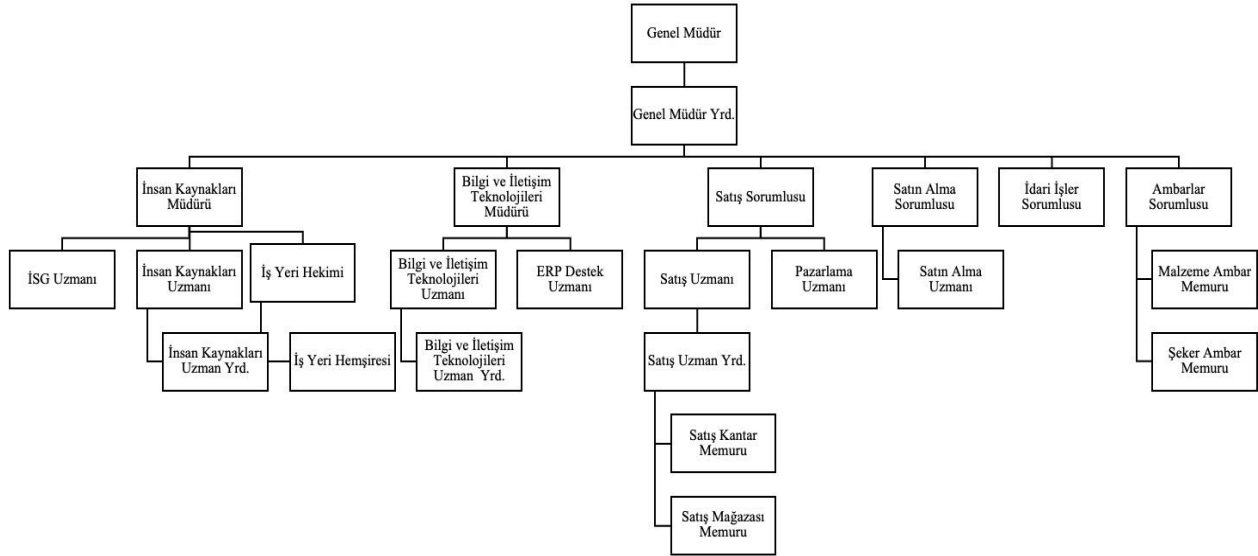 Genel Müdür
Genel Müdür Yrd.
İnsan Kaynakları
Müdürü
Bilgi ve İletişim
Teknolojileri
Müdürü
Satış Sorumlusu
Satın Alma
Sorumlusu
İdari İşler
Sorumlusu
Ambarlar
Sorumlusu
İSG Uzmanı
İnsan Kaynakları
Uzmanı
İş Yeri Hekimi
Bilgi ve İletişim
Teknolojileri
Uzmanı
ERP Destek
Uzmanı
Satış Uzmanı
Pazarlama
Uzmanı
Satın Alma
Uzmanı
Malzeme Ambar
Memuru
İnsan Kaynakları
Uzman Yrd.
İş Yeri Hemşiresi
Bilgi ve İletişim
Teknolojileri
Uzman Yrd.
Satış Uzman Yrd.
Şeker Ambar
Memuru
Satış Kantar
Memuru
Satış Mağazası
Memuru